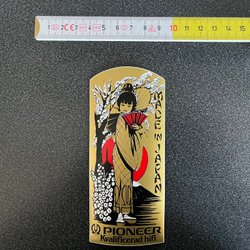 1 2 CE 3 4 5 6 7 8 9 10 11 12 13 14 15
MADE IN JAPAN
PIONEER
Kvalificerad hifi